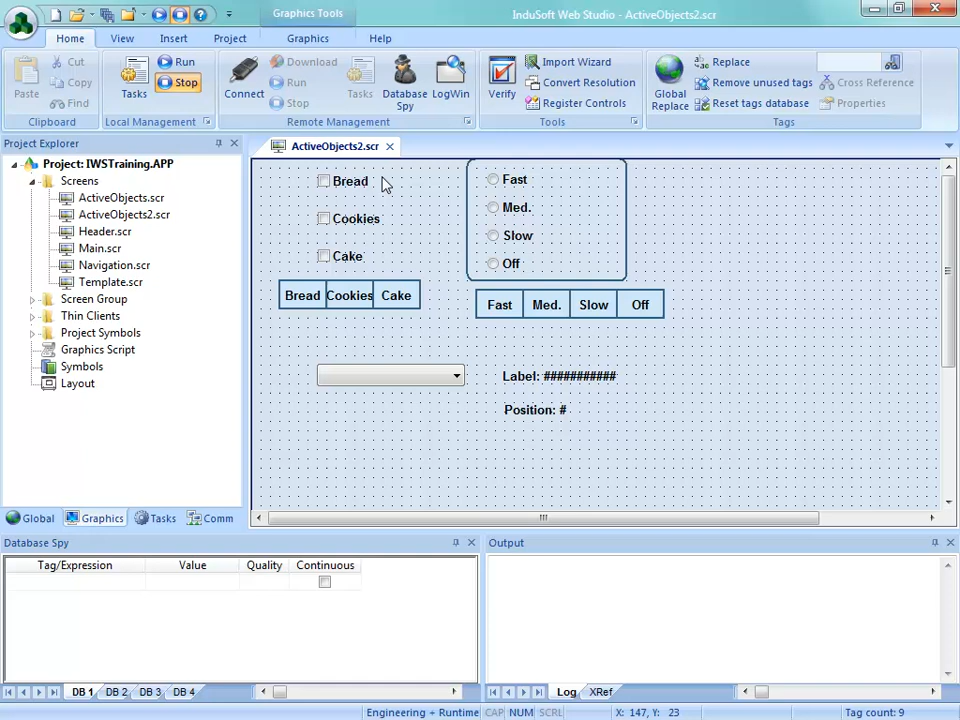 Graphics Tools
InduSoft Web Studio - ActiveObjects2.scr
Home View Insert Project Graphics Help
Paste
Cut
Copy
Find
Clipboard
Tasks
Run
Stop
Local Management
Connect
Download
Run
Stop
Tasks
Database Spy
LogWin
Remote Management
Verify
Import Wizard
Convert Resolution
Register Controls
Tools
Global Replace
Replace
Remove unused tags
Reset tags database
Cross Reference
Properties
Tags
Project Explorer
Project: IWSTraining.APP
Screens
ActiveObjects.scr
ActiveObjects2.scr
Header.scr
Main.scr
Navigation.scr
Template.scr
Screen Group
Thin Clients
Project Symbols
Graphics Script
Symbols
Layout
Global Graphics Tasks Comm
ActiveObjects2.scr
Bread
Cookies
Cake
Bread Cookies Cake
Fast
Med.
Slow
Off
Fast Med. Slow Off
Label: ###########
Position: #
Database Spy
Tag/Expression Value Quality Continuous
DB 1 DB 2 DB 3 DB 4
Output
Log XRef
Engineering + Runtime CAP NUM SCRL X: 147, Y: 23 Tag count: 9